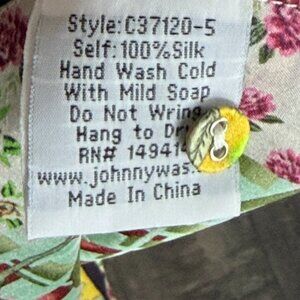 Style:C37120-5
Self:100%Silk
Hand Wash Cold
With Mild Soap
Do Not Wring
Hang to Dry
RN# 14941
www.johnnywas.
Made In China